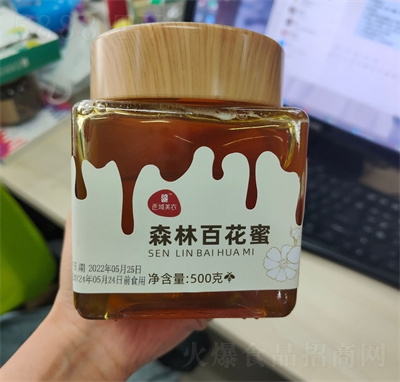 森林百花蜜
SEN LIN BAI HUA MI
2022年05月25日
2024年05月24日前食用
净含量:500克
火爆食品招商网